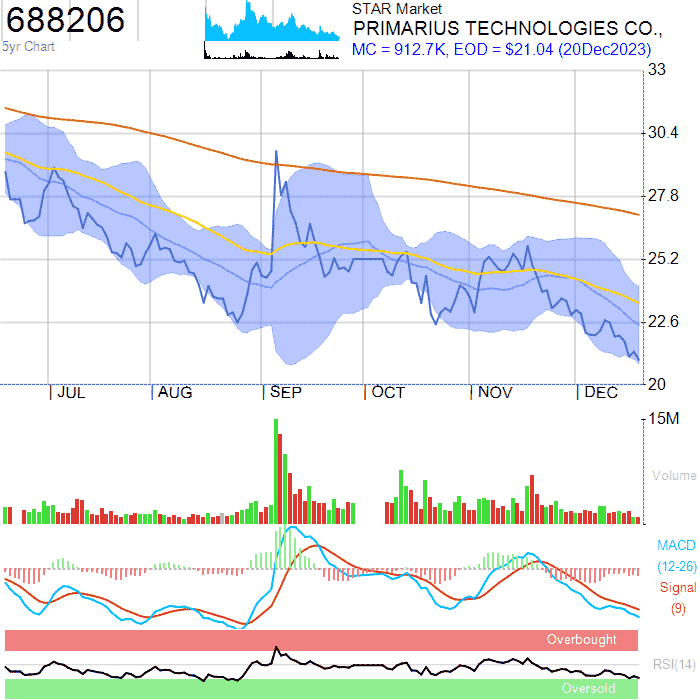 688206
5yr Chart
STAR Market
PRIMARIUS TECHNOLOGIES CO.,
MC = 912.7K, EOD = $21.04 (20Dec2023)
33
30.4
27.8
25.2
22.6
20
JUL AUG SEP OCT NOV DEC
15M
Volume
MACD
(12-26)
Signal
(9)
Overbought
RSI(14)
Oversold